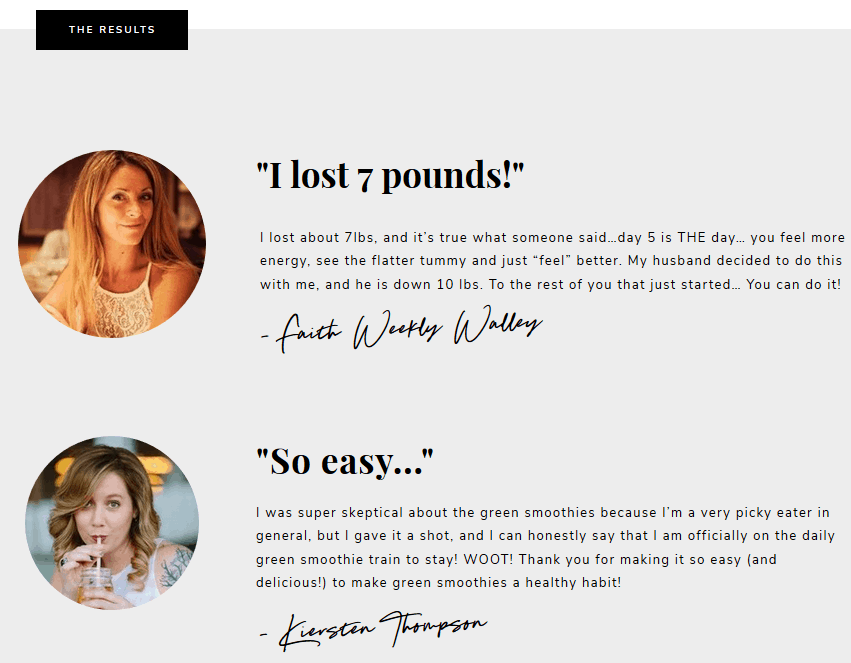 THE RESULTS
"I lost 7 pounds!"
I lost about 7lbs, and it’s true what someone said...day 5 is THE day... you feel more
energy, see the flatter tummy and just “feel” better. My husband decided to do this
with me, and he is down 10 lbs. To the rest of you that just started... You can do it!
- Faith Weekly Walley
"So easy..."
I was super skeptical about the green smoothies because I’m a very picky eater in
general, but I gave it a shot, and I can honestly say that I am officially on the daily
green smoothie train to stay! WOOT! Thank you for making it so easy (and
delicious!) to make green smoothies a healthy habit!
- Kiersten Thompson